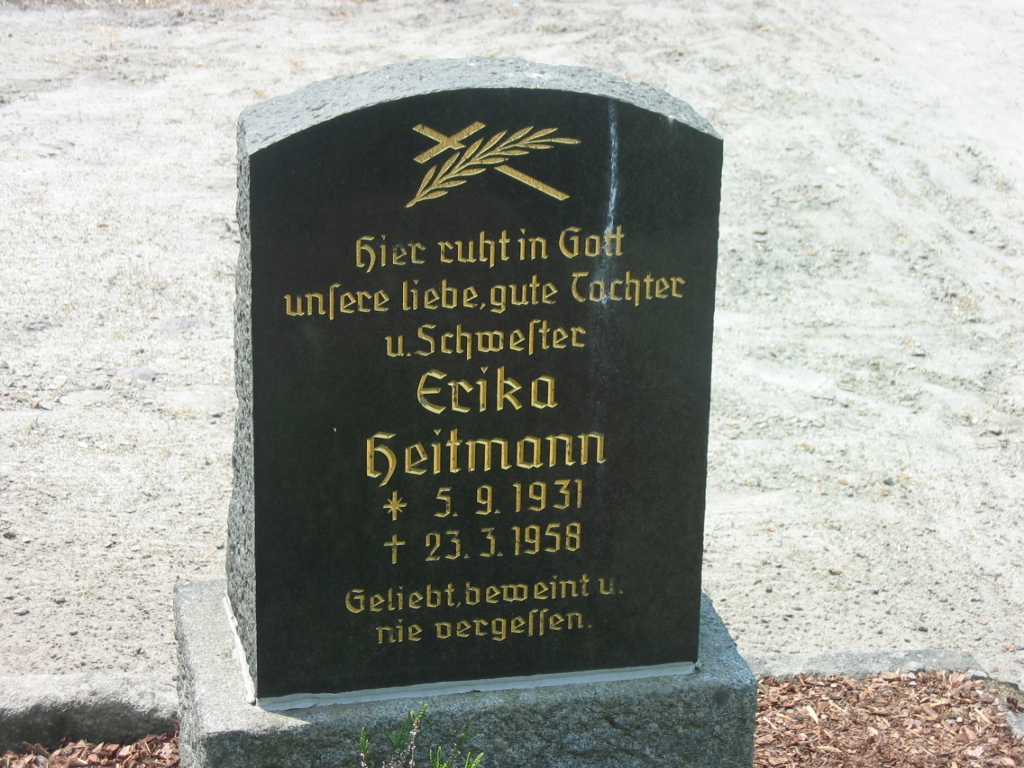 Hier ruht in Gott
unſere liebe, gute Tochter
u. Schweſter
Erika
Heitmann
* 5. 9. 1931
† 23. 3. 1958
Geliebt, beweint u.
nie vergeſſen.